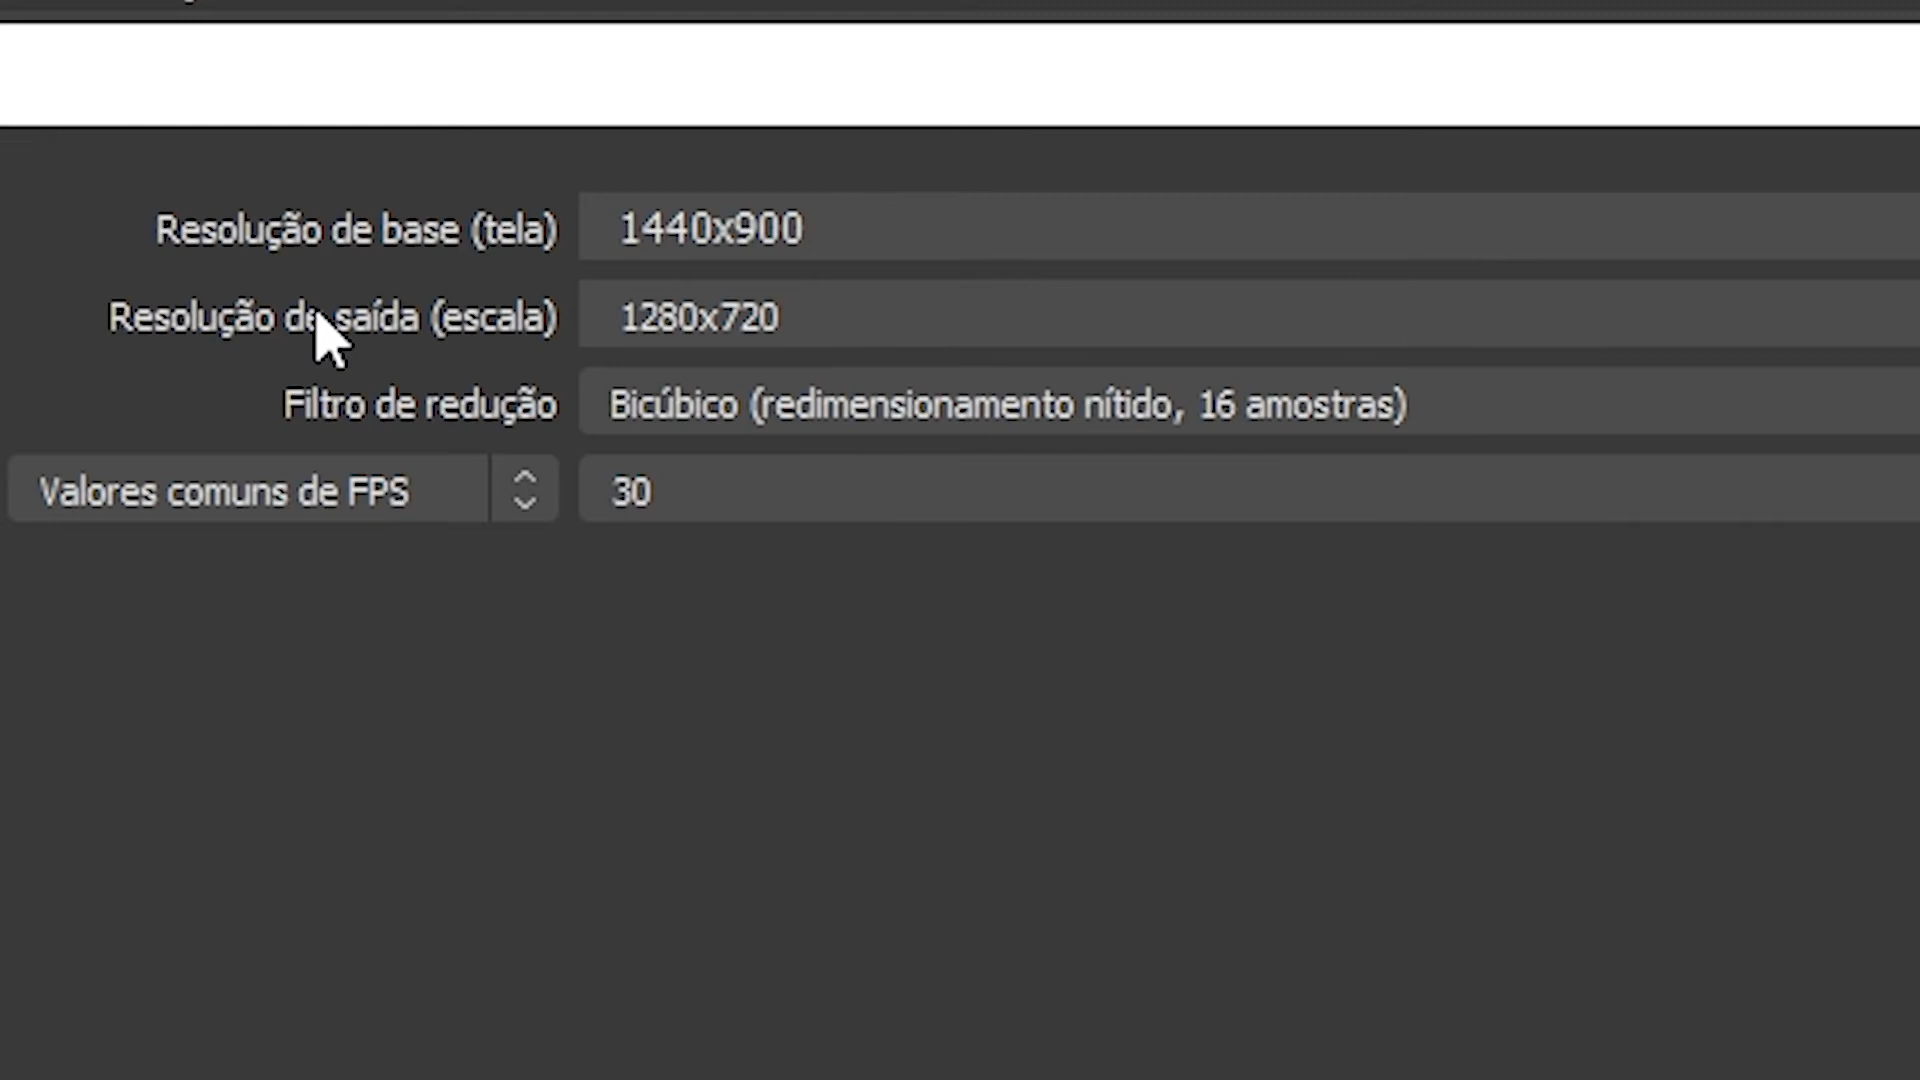 Resolução de base (tela) 1440x900
Resolução de saída (escala) 1280x720
Filtro de redução Bicúbico (redimensionamento nítido, 16 amostras)
Valores comuns de FPS 30